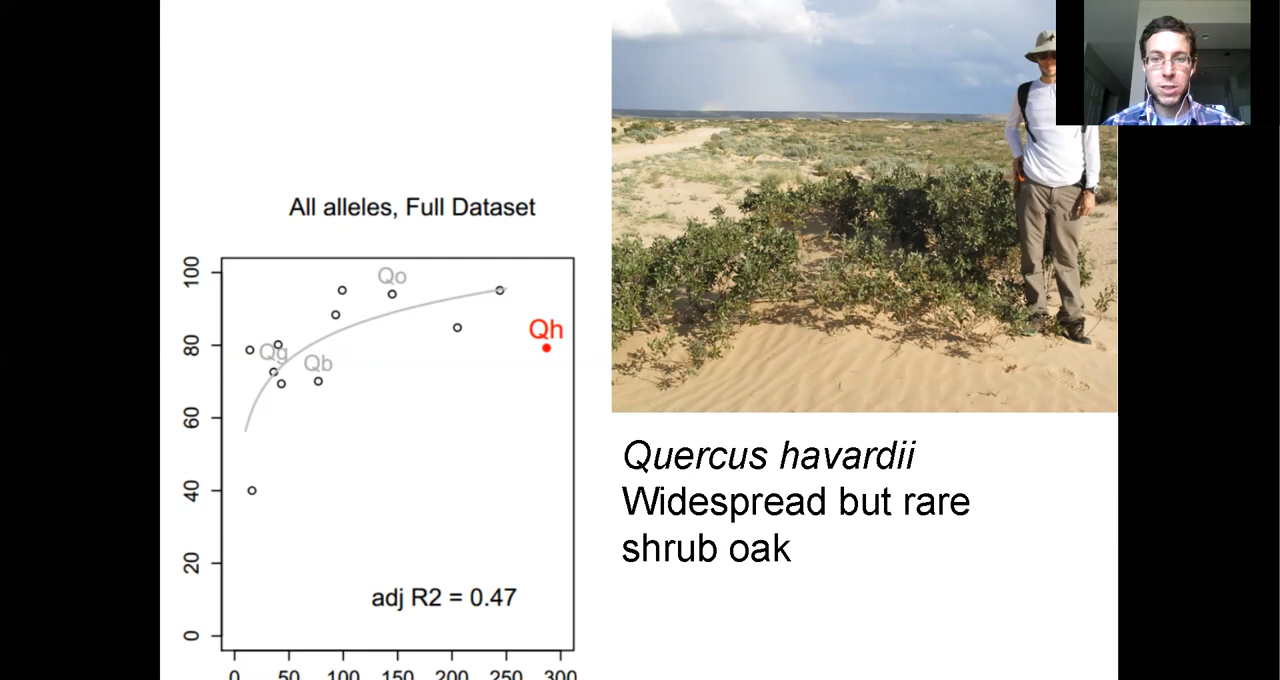 All alleles, Full Dataset
100
80
60
40
20
0
Qo
Qh
Qg
Qb
adj R2 = 0.47
0 50 100 150 200 250 300
Quercus havardii
Widespread but rare
shrub oak